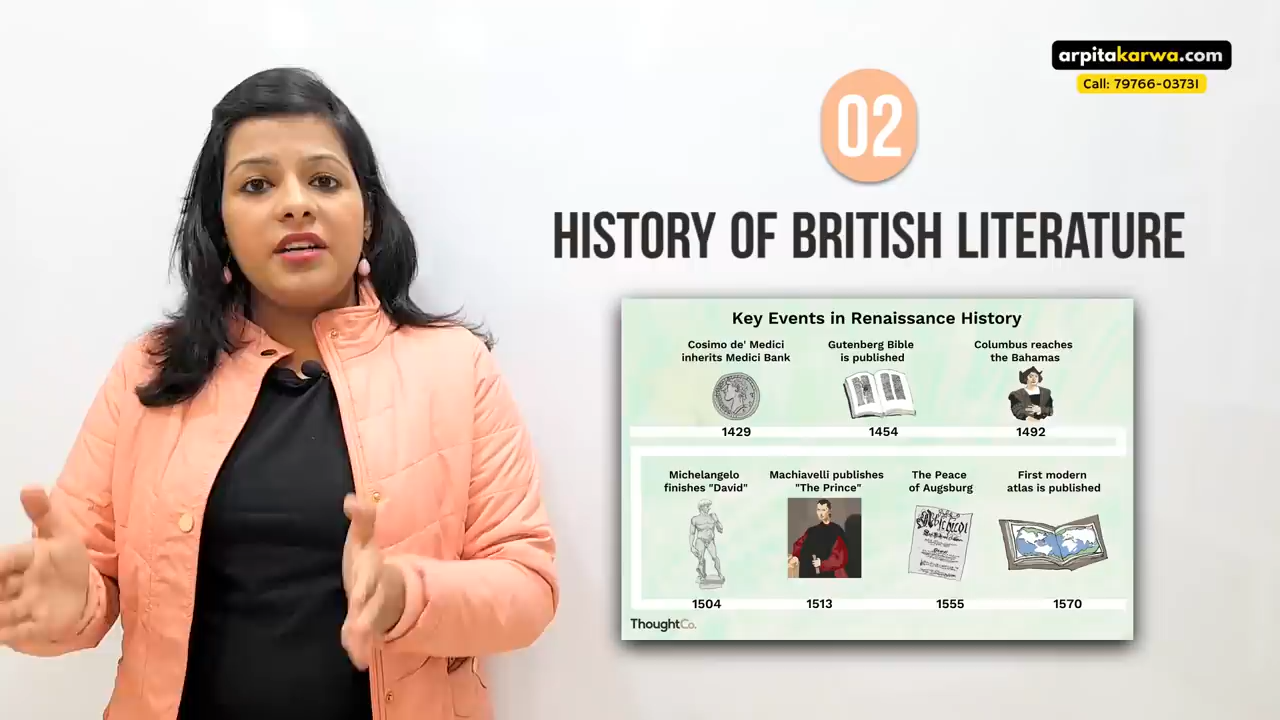 arpitakarwa.com
Call: 79766-03731
02
HISTORY OF BRITISH LITERATURE
Key Events in Renaissance History
Cosimo de' Medici
inherits Medici Bank
1429
Gutenberg Bible
is published
1454
Columbus reaches
the Bahamas
1492
Michelangelo
finishes "David"
1504
Machiavelli publishes
"The Prince"
1513
The Peace
of Augsburg
1555
First modern
atlas is published
1570
ThoughtCo.